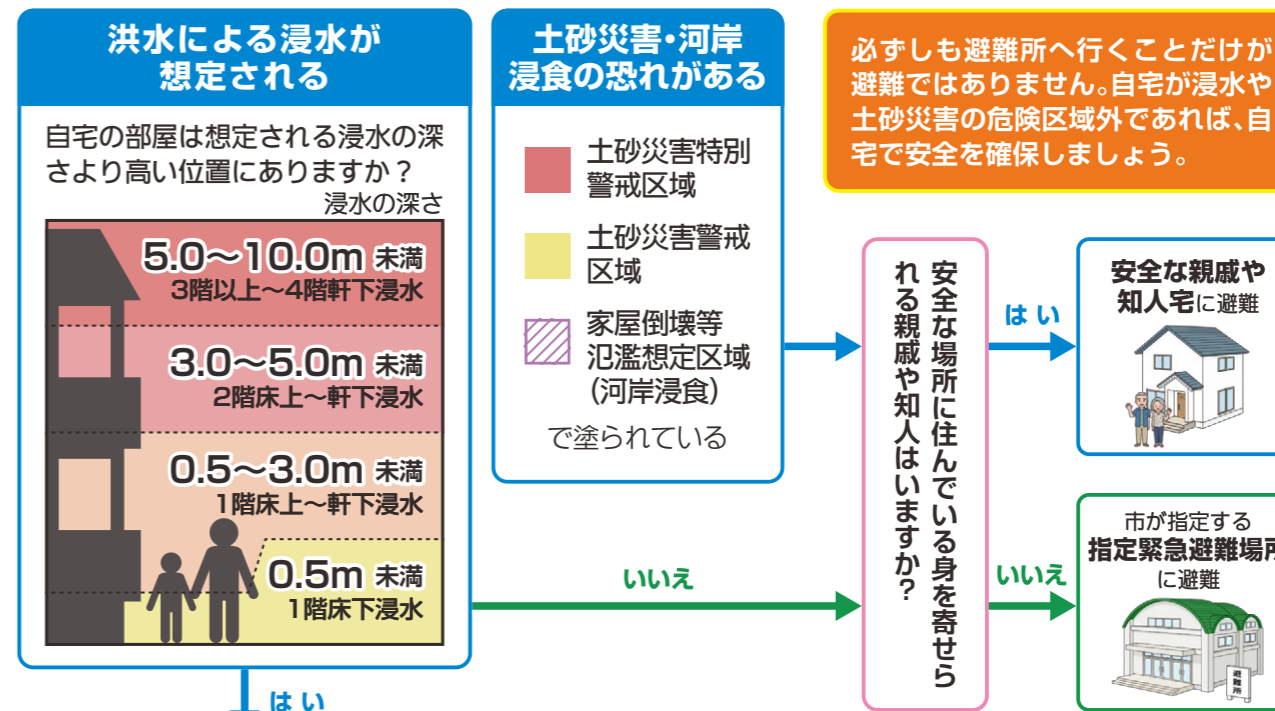 洪水による浸水が
想定される
自宅の部屋は想定される浸水の深
さより高い位置にありますか？
浸水の深さ
5.0〜10.0m 未満
3階以上〜4階軒下浸水
3.0〜5.0m 未満
2階床上〜軒下浸水
0.5〜3.0m 未満
1階床上〜軒下浸水
0.5m 未満
1階床下浸水
はい
いいえ
土砂災害・河岸
浸食の恐れがある
土砂災害特別
警戒区域
土砂災害警戒
区域
家屋倒壊等
氾濫想定区域
(河岸浸食)
で塗られている
必ずしも避難所へ行くことだけが
避難ではありません。自宅が浸水や
土砂災害の危険区域外であれば、自
宅で安全を確保しましょう。
安全な場所に住んでいる身を寄せら
れる親戚や知人はいますか？
はい
安全な親戚や
知人宅に避難
いいえ
市が指定する
指定緊急避難場所
に避難
避難所